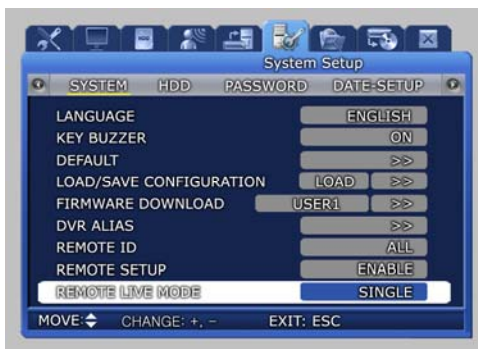 System Setup
SYSTEM HDD PASSWORD DATE-SETUP
LANGUAGE ENGLISH
KEY BUZZER ON
DEFAULT >>
LOAD/SAVE CONFIGURATION LOAD >>
FIRMWARE DOWNLOAD USER1 >>
DVR ALIAS >>
REMOTE ID ALL
REMOTE SETUP ENABLE
REMOTE LIVE MODE SINGLE
MOVE: CHANGE: +, - EXIT: ESC